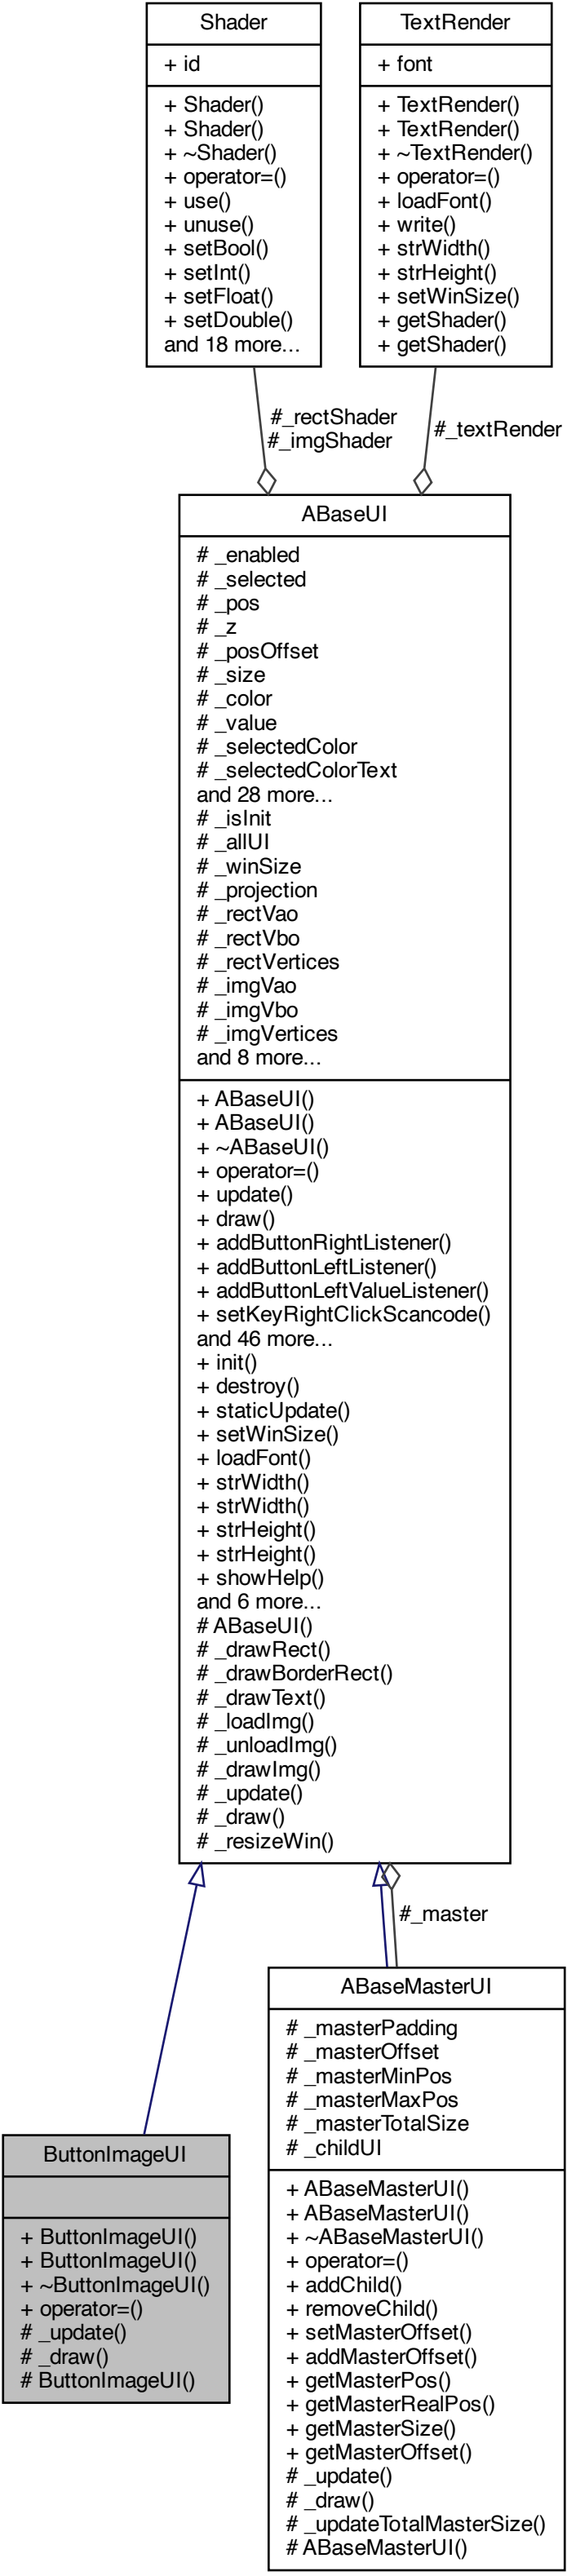 Shader
+ id
+ Shader()
+ Shader()
+ ~Shader()
+ operator=()
+ use()
+ unuse()
+ setBool()
+ setInt()
+ setFloat()
+ setDouble()
and 18 more...
TextRender
+ font
+ TextRender()
+ TextRender()
+ ~TextRender()
+ operator=()
+ loadFont()
+ write()
+ strWidth()
+ strHeight()
+ setWinSize()
+ getShader()
+ getShader()
#_rectShader
#_imgShader
#_textRender
ABaseUI
# _enabled
# _selected
# _pos
# _z
# _posOffset
# _size
# _color
# _value
# _selectedColor
# _selectedColorText
and 28 more...
# _isInit
# _allUI
# _winSize
# _projection
# _rectVao
# _rectVbo
# _rectVertices
# _imgVao
# _imgVbo
# _imgVertices
and 8 more...
+ ABaseUI()
+ ABaseUI()
+ ~ABaseUI()
+ operator=()
+ update()
+ draw()
+ addButtonRightListener()
+ addButtonLeftListener()
+ addButtonLeftValueListener()
+ setKeyRightClickScancode()
and 46 more...
+ init()
+ destroy()
+ staticUpdate()
+ setWinSize()
+ loadFont()
+ strWidth()
+ strWidth()
+ strHeight()
+ strHeight()
+ showHelp()
and 6 more...
# ABaseUI()
# _drawRect()
# _drawBorderRect()
# _drawText()
# _loadImg()
# _unloadImg()
# _drawImg()
# _update()
# _draw()
# _resizeWin()
#_master
ABaseMasterUI
# _masterPadding
# _masterOffset
# _masterMinPos
# _masterMaxPos
# _masterTotalSize
# _childUI
+ ABaseMasterUI()
+ ABaseMasterUI()
+ ~ABaseMasterUI()
+ operator=()
+ addChild()
+ removeChild()
+ setMasterOffset()
+ addMasterOffset()
+ getMasterPos()
+ getMasterRealPos()
+ getMasterSize()
+ getMasterOffset()
# _update()
# _draw()
# _updateTotalMasterSize()
# ABaseMasterUI()
ButtonImageUI
+ ButtonImageUI()
+ ButtonImageUI()
+ ~ButtonImageUI()
+ operator=()
# _update()
# _draw()
# ButtonImageUI()